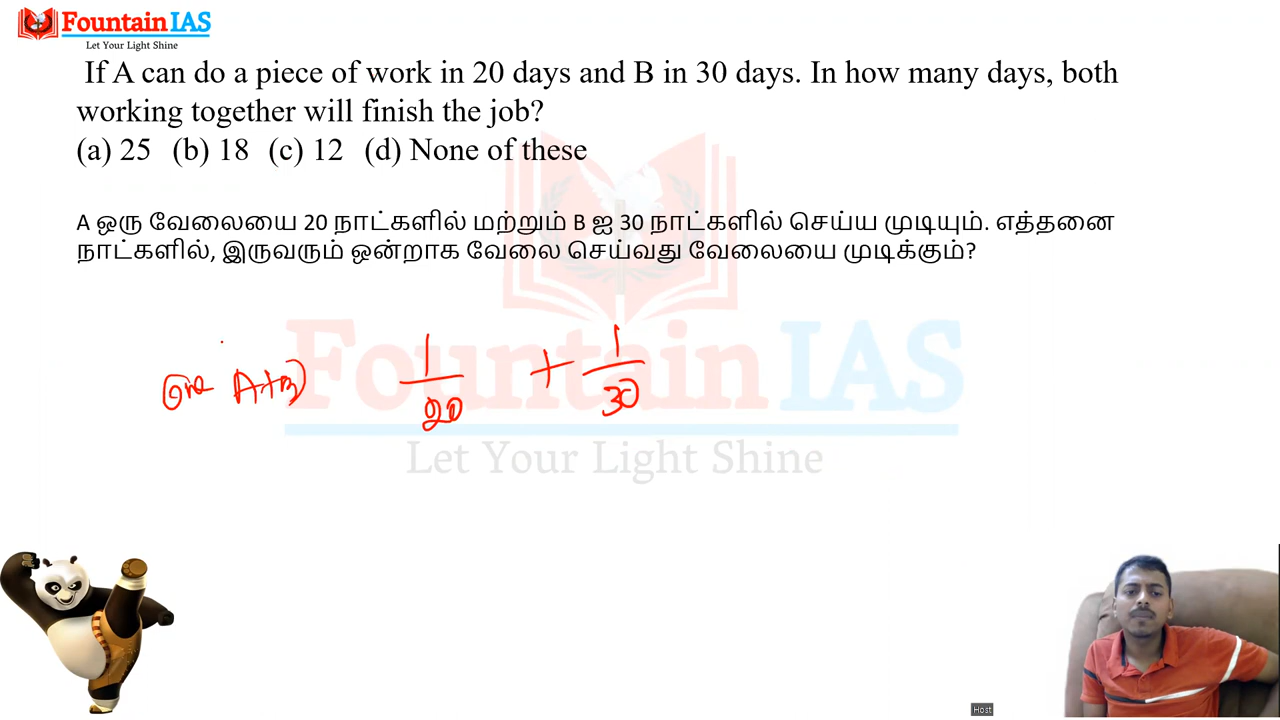 Fountain IAS
Let Your Light Shine
If A can do a piece of work in 20 days and B in 30 days. In how many days, both
working together will finish the job?
(a) 25 (b) 18 (c) 12 (d) None of these
A ஒரு வேலையை 20 நாட்களில் மற்றும் B ஐ 30 நாட்களில் செய்ய முடியும். எத்தனை
நாட்களில், இருவரும் ஒன்றாக வேலை செய்வது வேலையை முடிக்கும்?
Fountain IAS
one A+B 1/20 + 1/30
Let Your Light Shine
Host